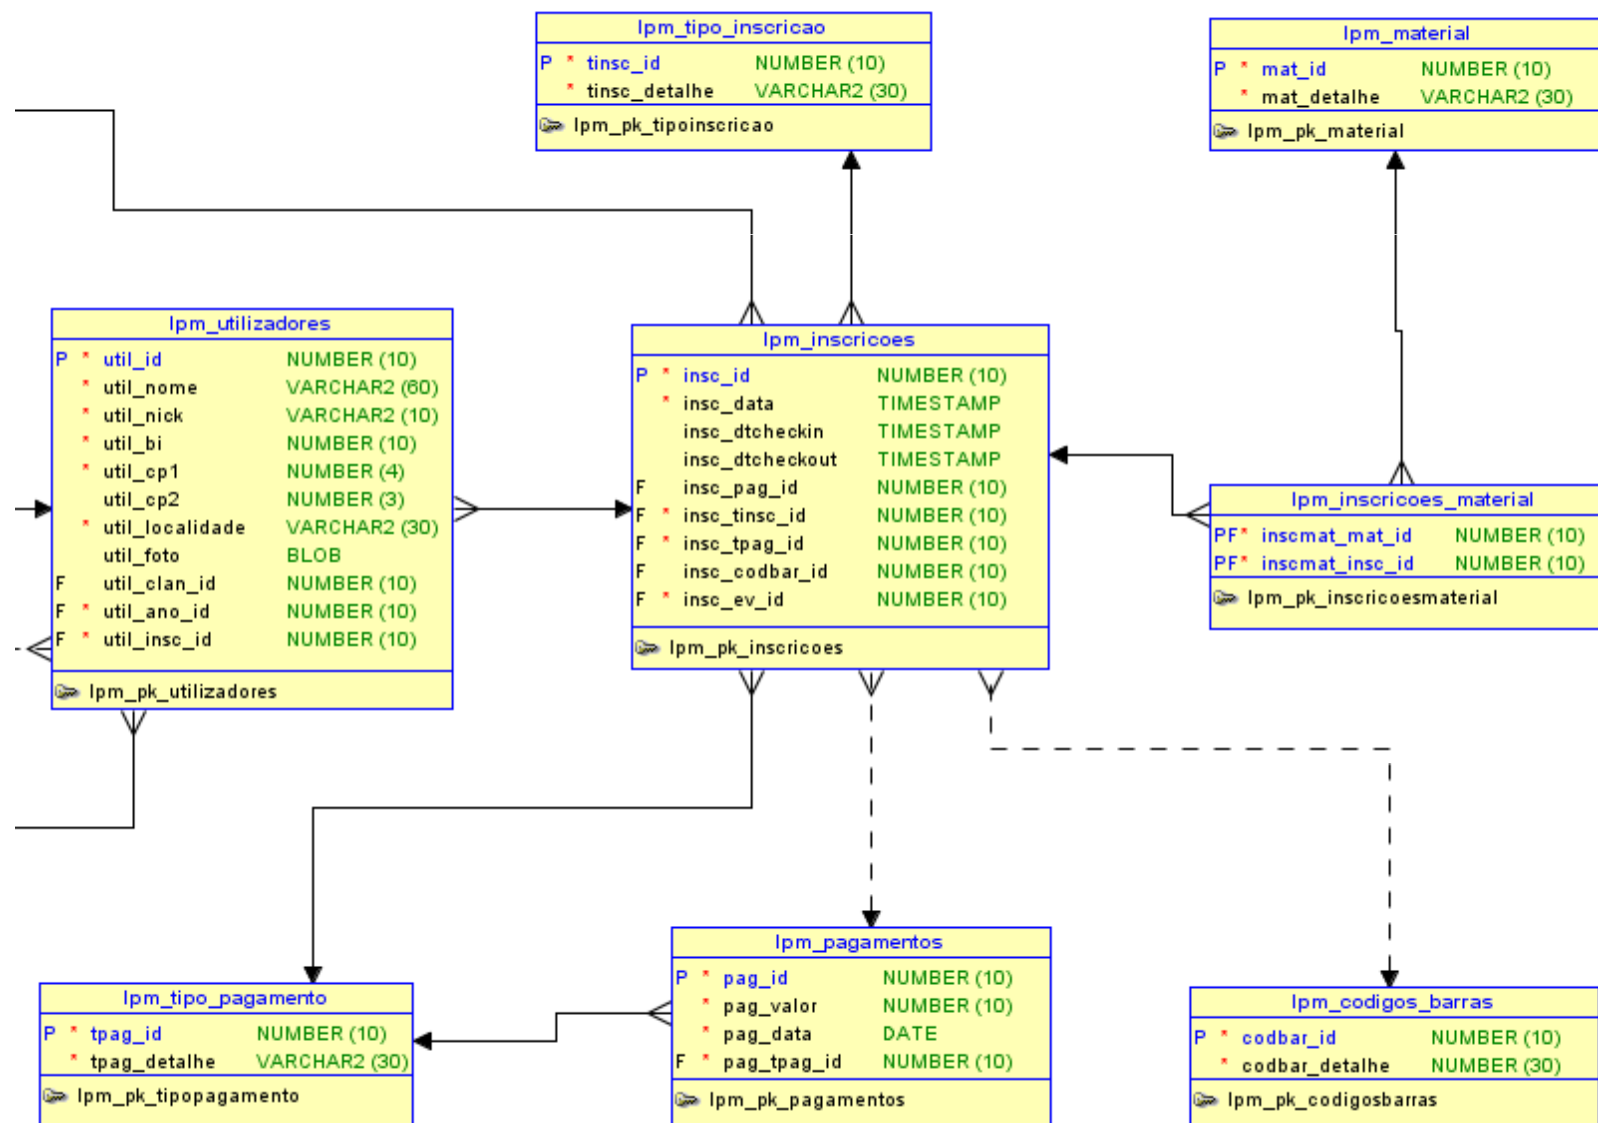 lpm_tipo_inscricao
P * tinsc_id NUMBER (10)
* tinsc_detalhe VARCHAR2 (30)
lpm_pk_tipoinscricao
lpm_material
P * mat_id NUMBER (10)
* mat_detalhe VARCHAR2 (30)
lpm_pk_material
lpm_utilizadores
P * util_id NUMBER (10)
* util_nome VARCHAR2 (60)
* util_nick VARCHAR2 (10)
* util_bi NUMBER (10)
* util_cp1 NUMBER (4)
util_cp2 NUMBER (3)
* util_localidade VARCHAR2 (30)
util_foto BLOB
F util_clan_id NUMBER (10)
F * util_ano_id NUMBER (10)
F * util_insc_id NUMBER (10)
lpm_pk_utilizadores
lpm_inscricoes
P * insc_id NUMBER (10)
* insc_data TIMESTAMP
insc_dtcheckin TIMESTAMP
insc_dtcheckout TIMESTAMP
F insc_pag_id NUMBER (10)
F * insc_tinsc_id NUMBER (10)
F * insc_tpag_id NUMBER (10)
F insc_codbar_id NUMBER (10)
F * insc_ev_id NUMBER (10)
lpm_pk_inscricoes
lpm_inscricoes_material
PF* inscmat_mat_id NUMBER (10)
PF* inscmat_insc_id NUMBER (10)
lpm_pk_inscricoesmaterial
lpm_tipo_pagamento
P * tpag_id NUMBER (10)
* tpag_detalhe VARCHAR2 (30)
lpm_pk_tipopagamento
lpm_pagamentos
P * pag_id NUMBER (10)
* pag_valor NUMBER (10)
* pag_data DATE
F * pag_tpag_id NUMBER (10)
lpm_pk_pagamentos
lpm_codigos_barras
P * codbar_id NUMBER (10)
* codbar_detalhe NUMBER (30)
lpm_pk_codigosbarras